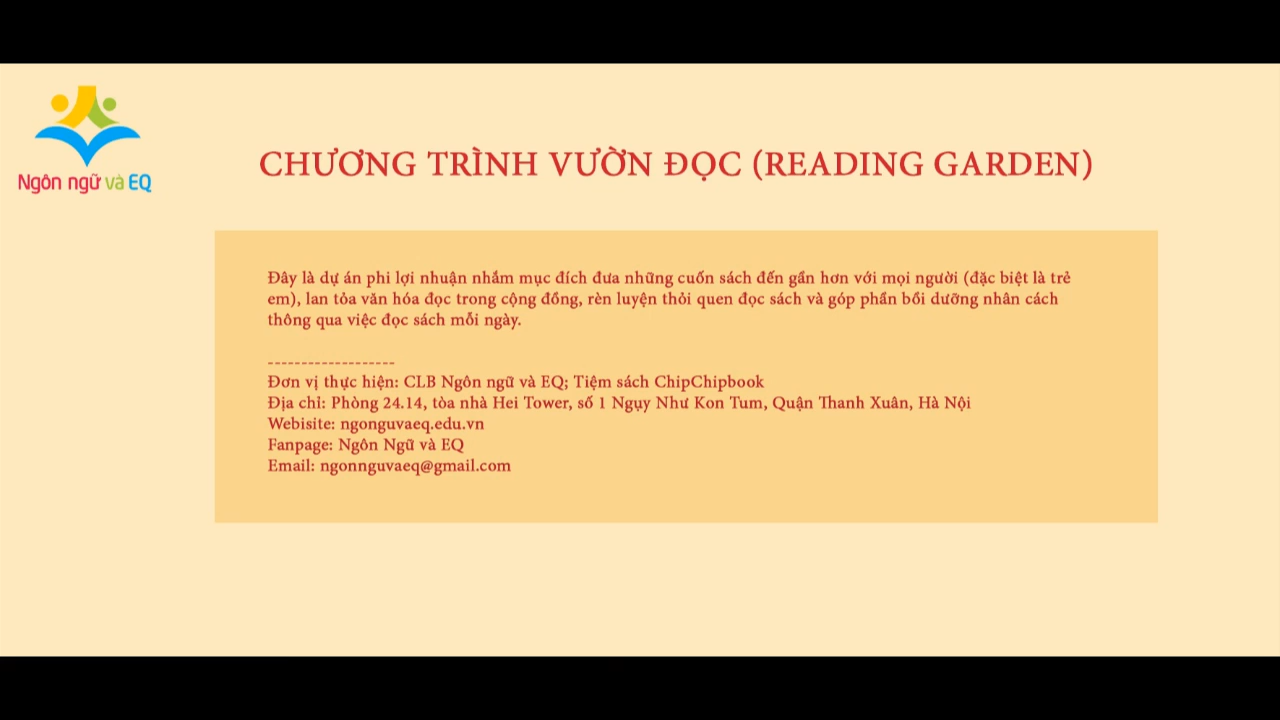 Ngôn ngữ và EQ
CHƯƠNG TRÌNH VƯỜN ĐỌC (READING GARDEN)
Đây là dự án phi lợi nhuận nhằm mục đích đưa những cuốn sách đến gần hơn với mọi người (đặc biệt là trẻ
em), lan tỏa văn hóa đọc trong cộng đồng, rèn luyện thỏi quen đọc sách và góp phần bồi dưỡng nhân cách
thông qua việc đọc sách mỗi ngày.
-------------------
Đơn vị thực hiện: CLB Ngôn ngữ và EQ; Tiệm sách ChipChipbook
Địa chỉ: Phòng 24.14, tòa nhà Hei Tower, số 1 Ngụy Như Kon Tum, Quận Thanh Xuân, Hà Nội
Webisite: ngonguvaeq.edu.vn
Fanpage: Ngôn Ngữ và EQ
Email: ngonnguvaeq@gmail.com